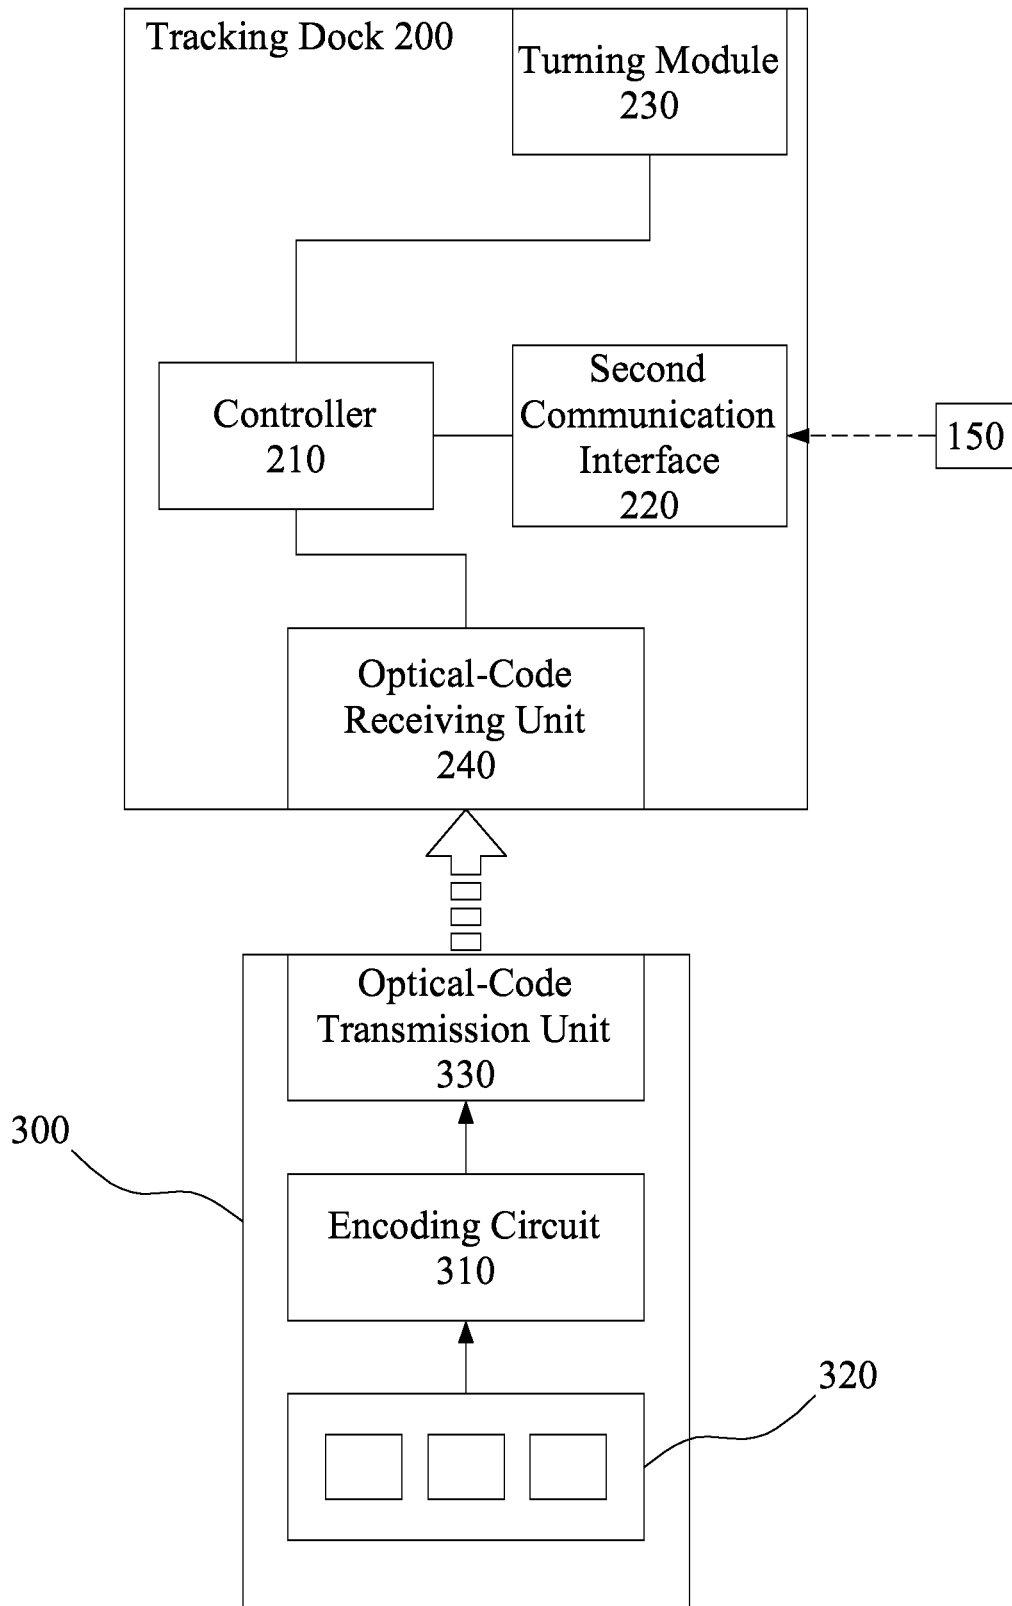 Tracking Dock 200
Turning Module
230
Second
Communication
Interface
220
Controller
210
150
Optical-Code
Receiving Unit
240
Optical-Code
Transmission Unit
330
300
Encoding Circuit
310
320